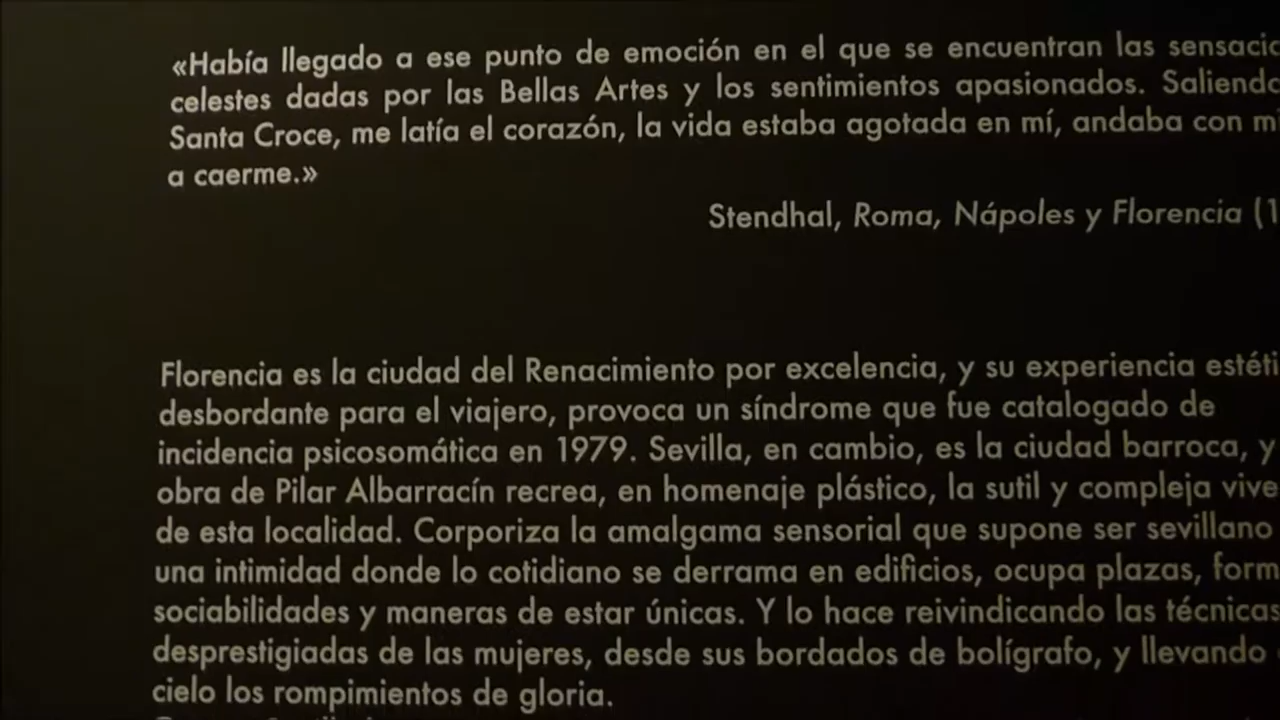 «Había llegado a ese punto de emoción en el que se encuentran las
celestes dadas por las Bellas Artes y los sentimientos apasionados.
Santa Croce, me latía el corazón, la vida estaba agotada en mí, andaba con
a caerme.»
Stendhal, Roma, Nápoles y Florencia
Florencia es la ciudad del Renacimiento por excelencia, y su experiencia
desbordante para el viajero, provoca un síndrome que fue catalogado de
incidencia psicosomática en 1979. Sevilla, en cambio, es la ciudad barroca, y
obra de Pilar Albarracín recrea, en homenaje plástico, la sutil y compleja
de esta localidad. Corporiza la amalgama sensorial que supone ser sevillano
una intimidad donde lo cotidiano se derrama en edificios, ocupa plazas,
sociabilidades y maneras de estar únicas. Y lo hace reivindicando las técnicas
desprestigiadas de las mujeres, desde sus bordados de bolígrafo, y llevando
cielo los rompimientos de gloria.